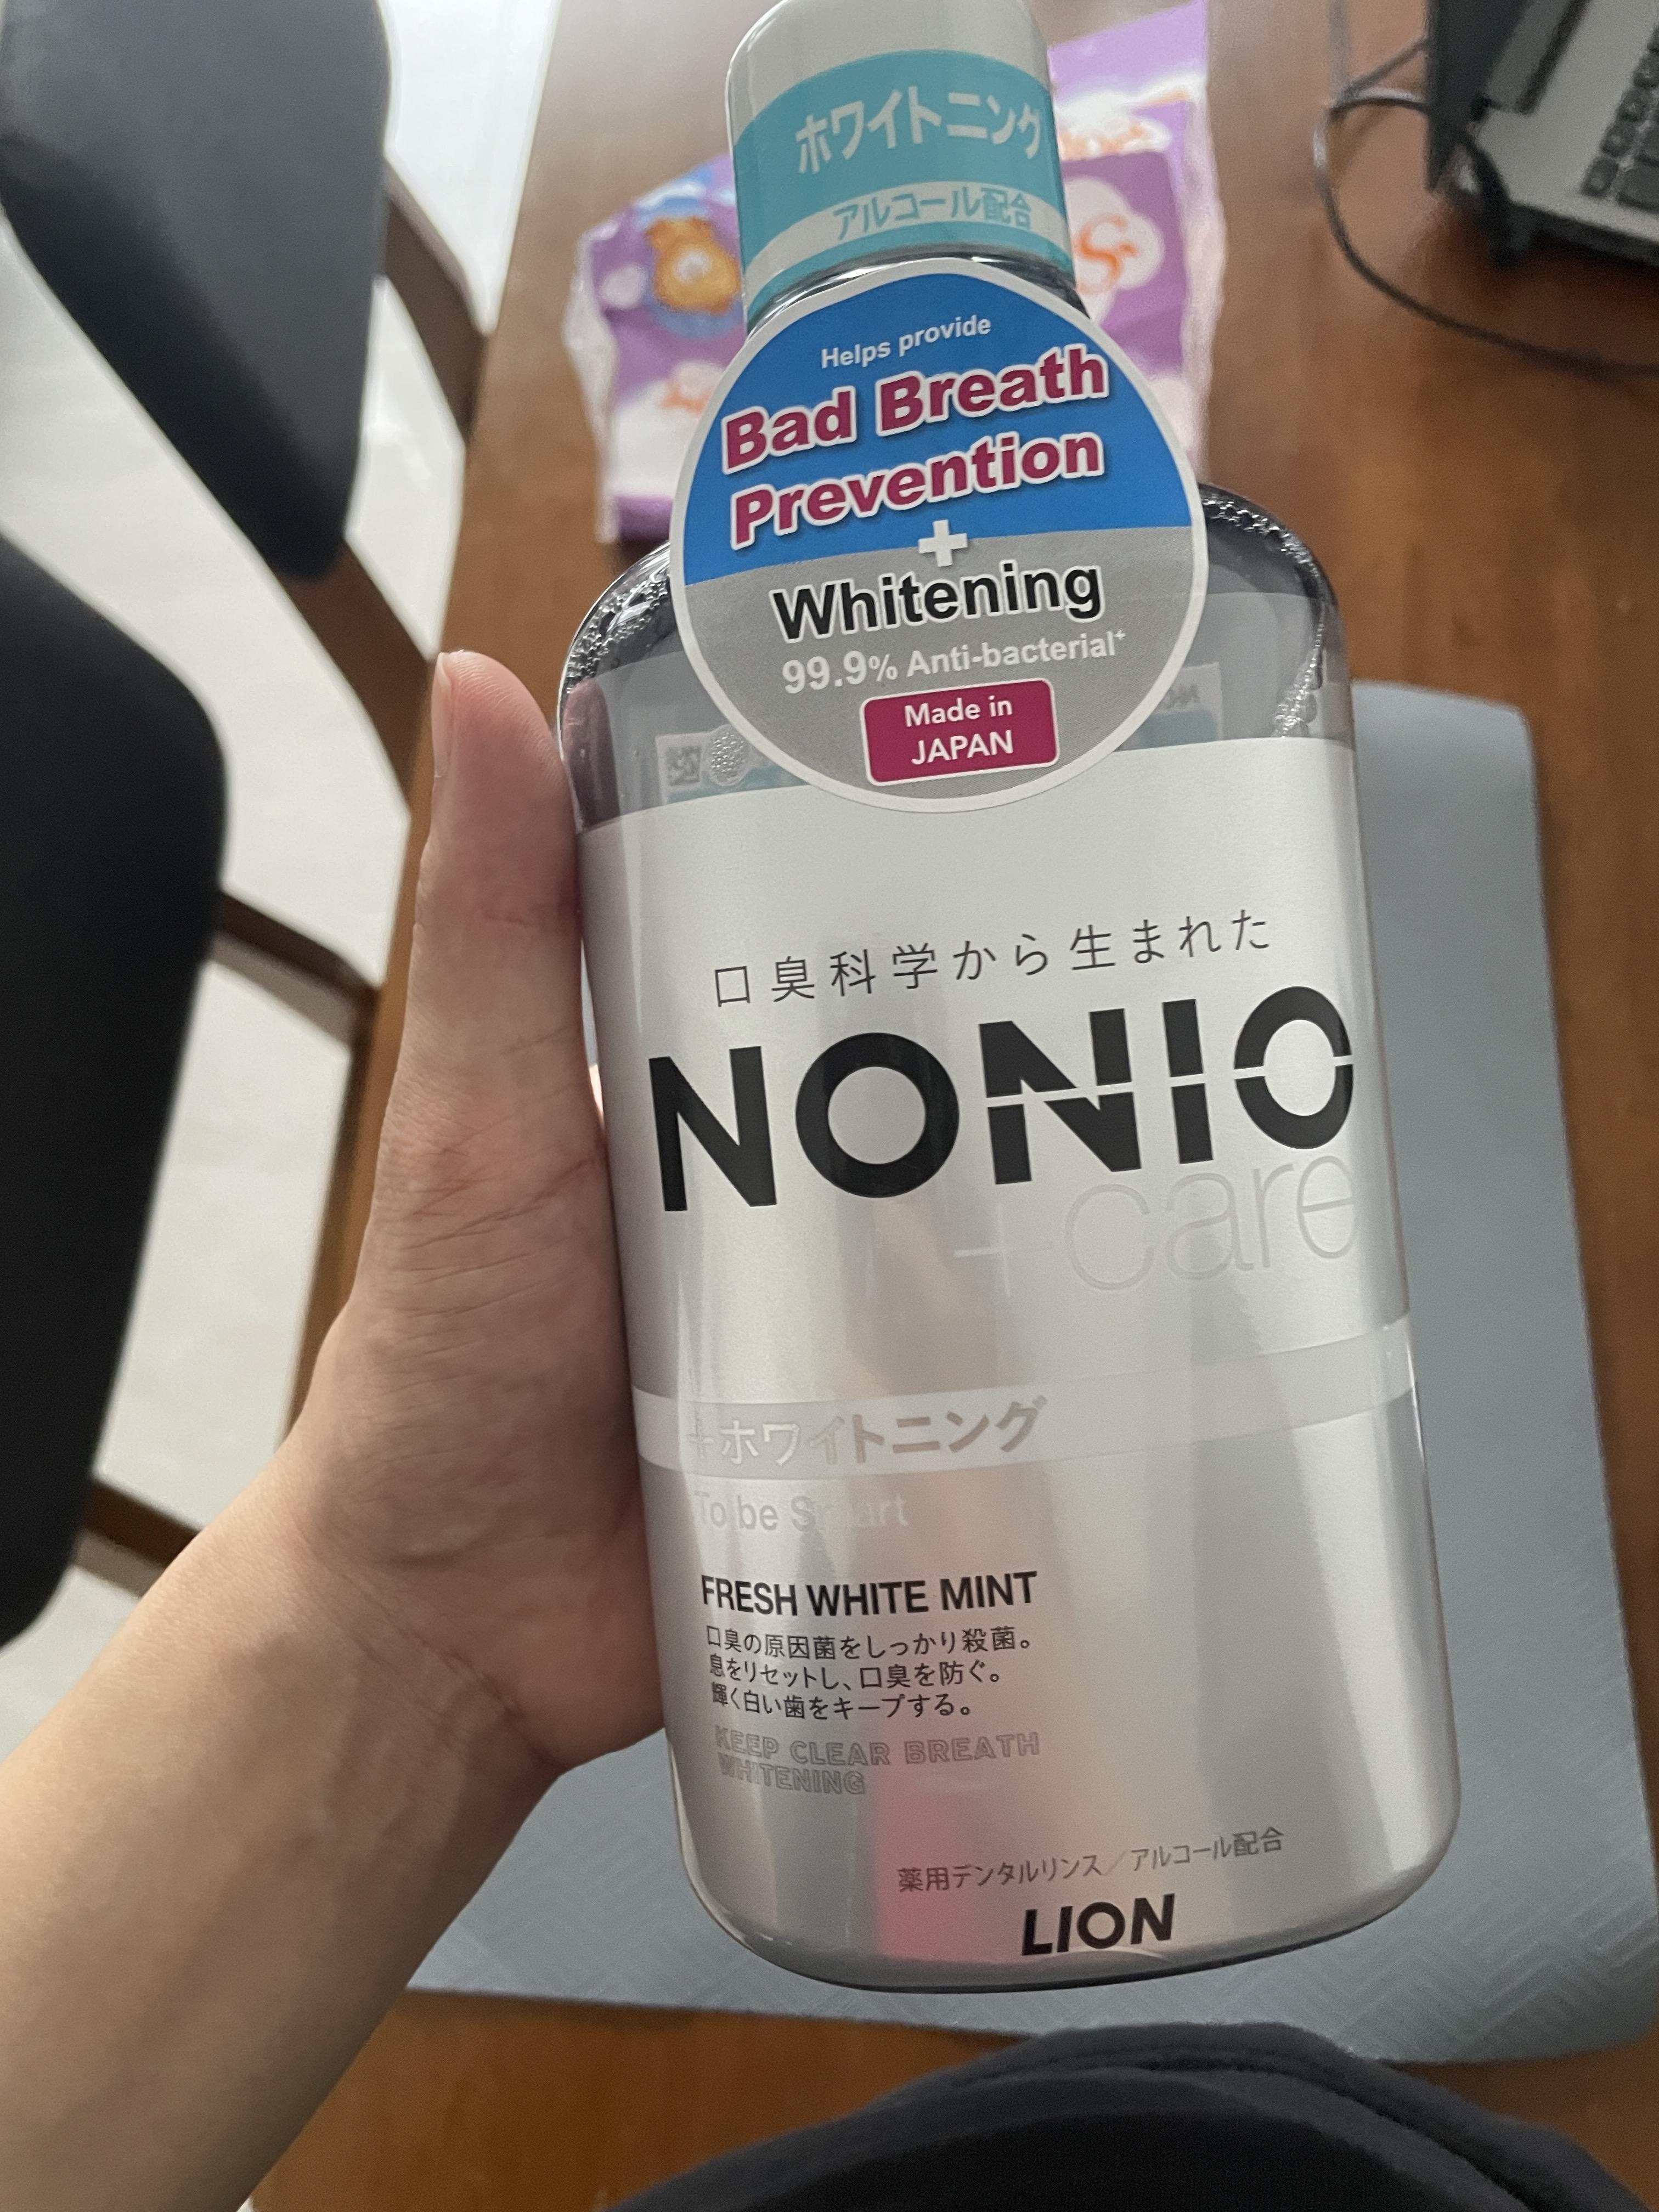 ホワイトニング
アルコール配合
Helps provide
Bad Breath
Prevention
+
Whitening
99.9% Anti-bacterial⁺
Made in
JAPAN
口臭科学から生まれた
NONIO
+care
+ホワイトニング
To be Smart
FRESH WHITE MINT
口臭の原因菌をしっかり殺菌。
息をリセットし、口臭を防ぐ。
輝く白い歯をキープする。
KEEP CLEAR BREATH
WHITENING
薬用デンタルリンス/アルコール配合
LION